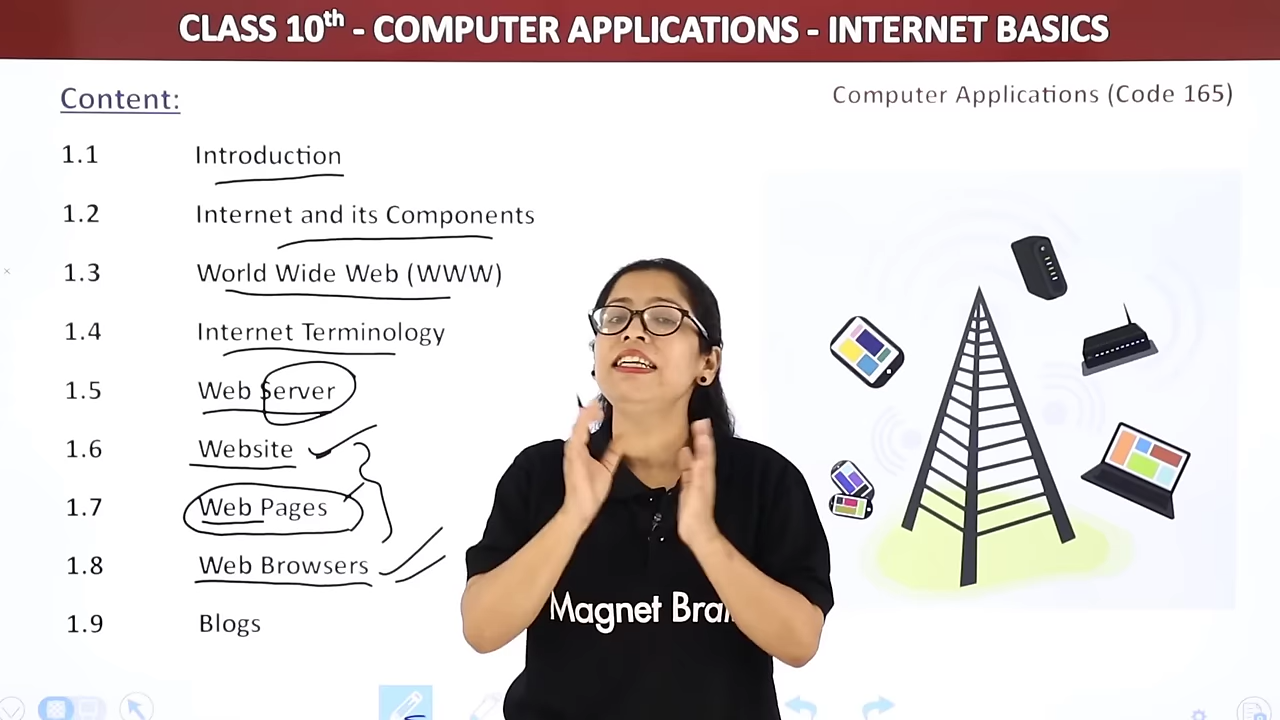 CLASS 10th - COMPUTER APPLICATIONS - INTERNET BASICS
Content:
Computer Applications (Code 165)
1.1 Introduction
1.2 Internet and its Components
1.3 World Wide Web (WWW)
1.4 Internet Terminology
1.5 Web Server
1.6 Website
1.7 Web Pages
1.8 Web Browsers
1.9 Blogs
Magnet Bra